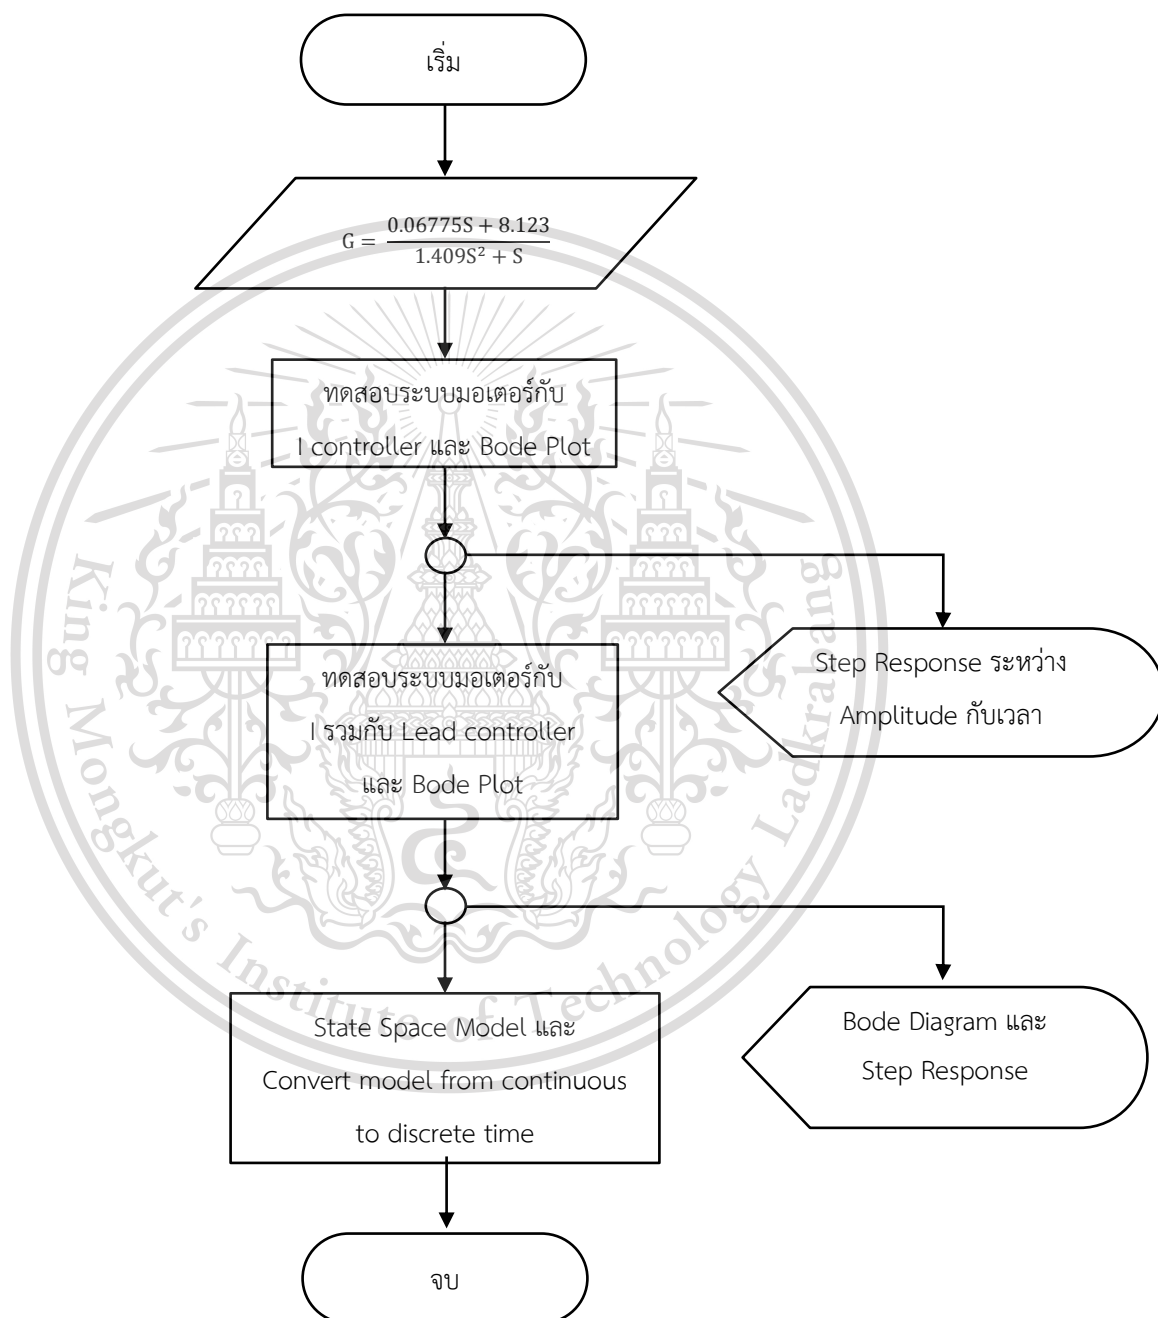 เริ่ม
G = \frac{0.06775S + 8.123}{1.409S² + S}
ทดสอบระบบมอเตอร์กับ
I controller และ Bode Plot
ทดสอบระบบมอเตอร์กับ
I รวมกับ Lead controller
และ Bode Plot
Step Response ระหว่าง
Amplitude กับเวลา
State Space Model และ
Convert model from continuous
to discrete time
Bode Diagram และ
Step Response
จบ
King Mongkut's Institute of Technology Ladkrabang